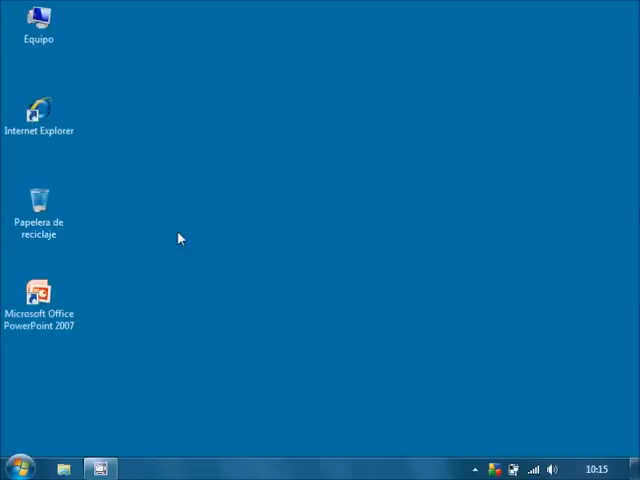 Equipo
Internet Explorer
Papelera de
reciclaje
Microsoft Office
PowerPoint 2007
10:15